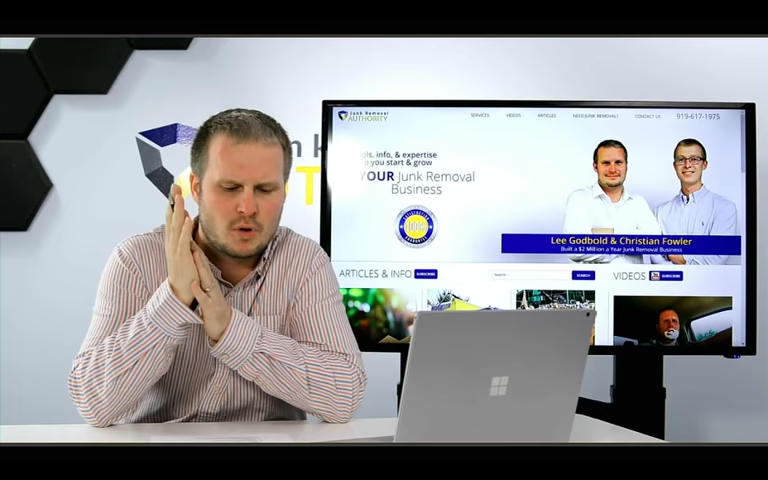 Junk Removal
AUTHORITY
SERVICES
VIDEOS
ARTICLES
NEED JUNK REMOVAL?
CONTACT US
919-617-1975
ols, info, & expertise
you start & grow
YOUR Junk Removal
Business
100%
Lee Godbold & Christian Fowler
Built a $2 Million a Year Junk Removal Business
ARTICLES & INFO
SUBSCRIBE
Search...
SEARCH
VIDEOS
SUBSCRIBE